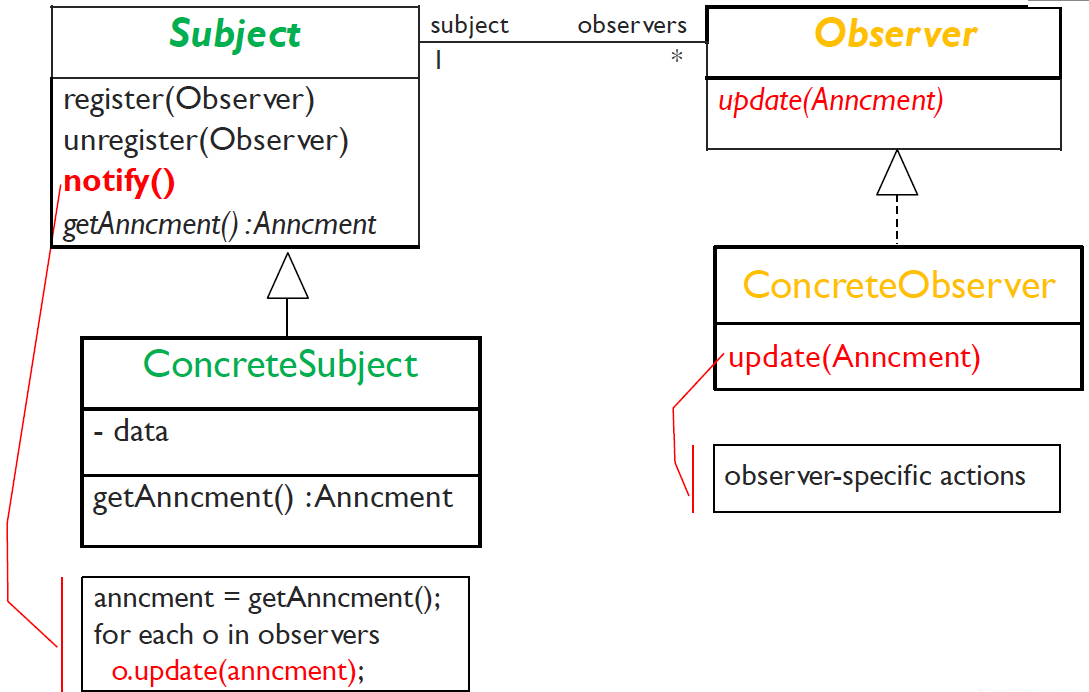 Subject
register(Observer)
unregister(Observer)
notify()
getAnncment() : Anncment
subject
observers
1
*
Observer
update(Anncment)
ConcreteSubject
- data
getAnncment() : Anncment
ConcreteObserver
update(Anncment)
observer-specific actions
anncment = getAnncment();
for each o in observers
o.update(anncment);